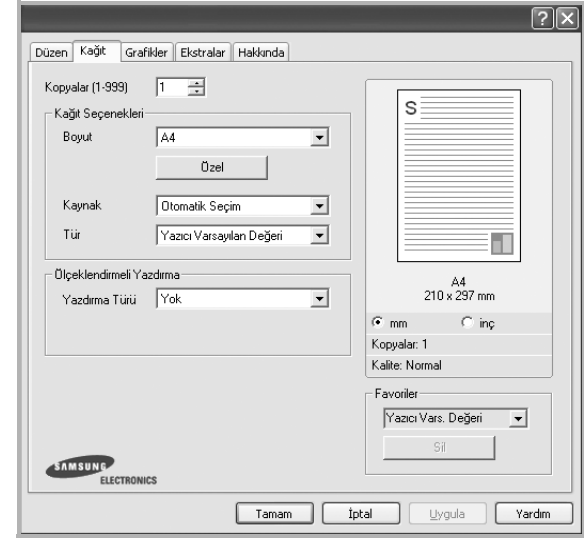 Düzen Kağıt Grafikler Ekstralar Hakkında
Kopyalar (1-999) 1
Kağıt Seçenekleri
Boyut A4
Özel
Kaynak Otomatik Seçim
Tür Yazıcı Varsayılan Değeri
Ölçeklendirmeli Yazdırma
Yazdırma Türü Yok
S
A4
210 x 297 mm
mm inç
Kopyalar: 1
Kalite: Normal
Favoriler
Yazıcı Vars. Değeri
Sil
SAMSUNG
ELECTRONICS
Tamam İptal Uygula Yardım